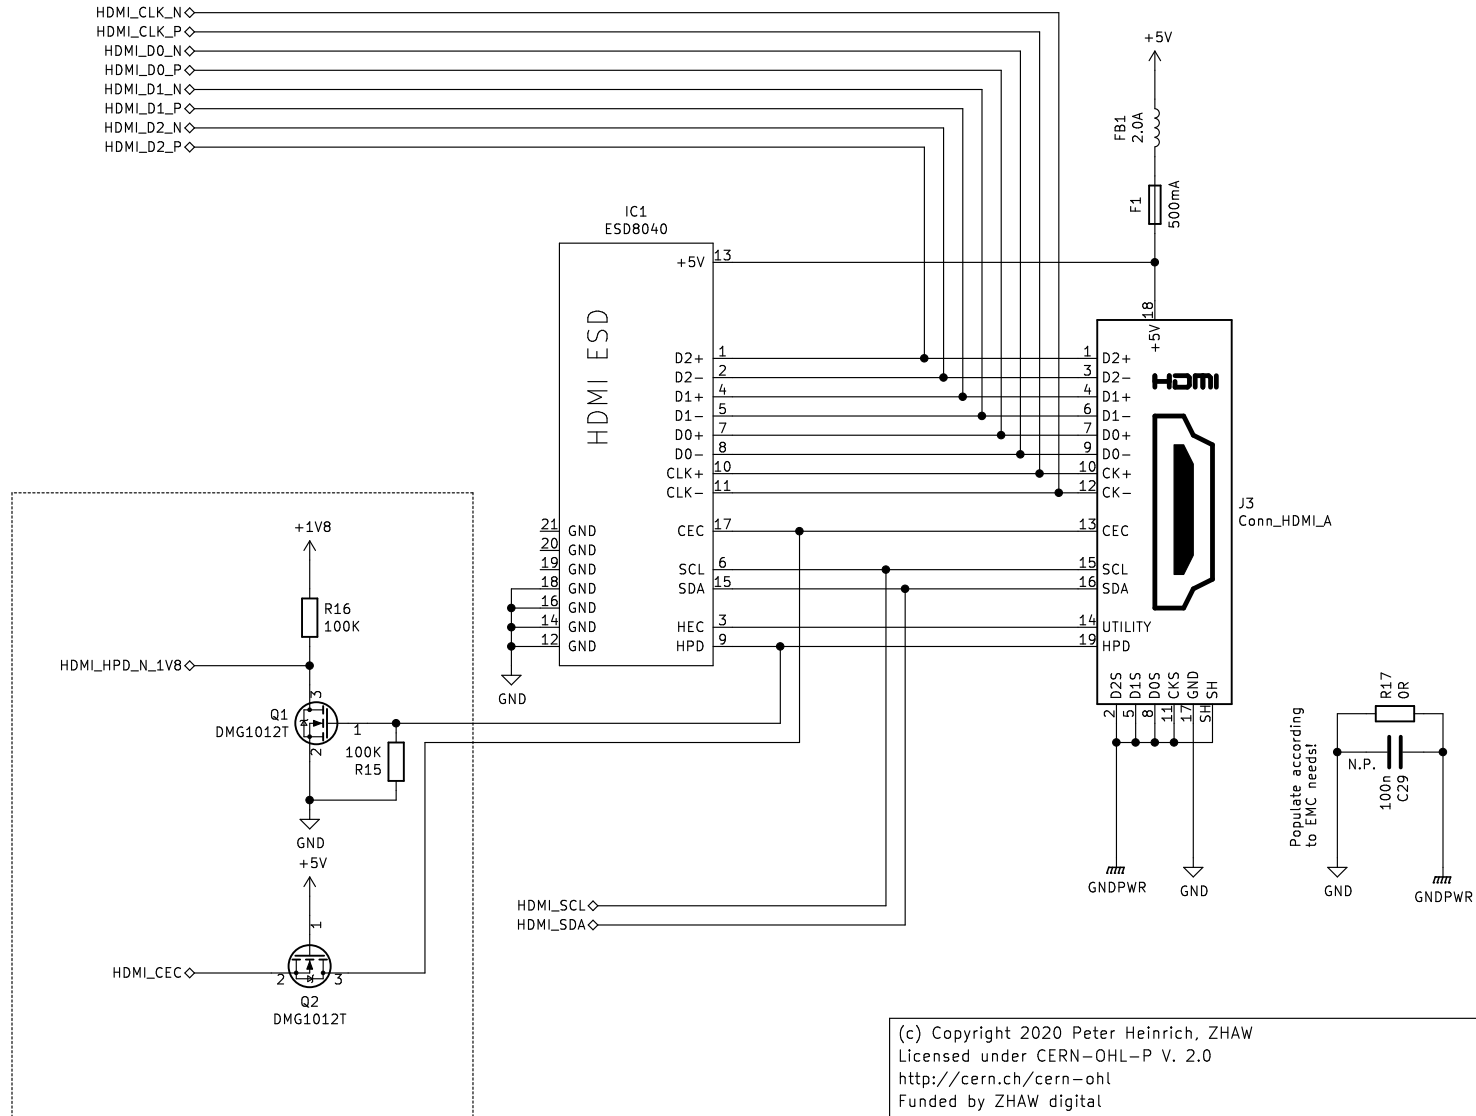 HDMI_CLK_N
HDMI_CLK_P
HDMI_D0_N
HDMI_D0_P
HDMI_D1_N
HDMI_D1_P
HDMI_D2_N
HDMI_D2_P
+5V
FB1
2.0A
F1
500mA
IC1
ESD8040
HDMI ESD
+5V 13
D2+ 1
D2- 2
D1+ 4
D1- 5
D0+ 7
D0- 8
CLK+ 10
CLK- 11
21 GND CEC 17
20 GND
19 GND SCL 6
18 GND SDA 15
16 GND
14 GND HEC 3
12 GND HPD 9
GND
18
+5V
HDMI
1 D2+
3 D2-
4 D1+
6 D1-
7 D0+
9 D0-
10 CK+
12 CK-
13 CEC
15 SCL
16 SDA
14 UTILITY
19 HPD
D2S
D1S
D0S
CKS
GND
SH
2
5
8
11
17
SH
J3
Conn_HDMI_A
GNDPWR
GND
+1V8
R16
100K
HDMI_HPD_N_1V8
3
Q1
DMG1012T
1
2
100K
R15
GND
+5V
1
HDMI_CEC
2
3
Q2
DMG1012T
HDMI_SCL
HDMI_SDA
Populate according
to EMC needs!
R17
0R
N.P.
100n
C29
GND
GNDPWR
(c) Copyright 2020 Peter Heinrich, ZHAW
Licensed under CERN-OHL-P V. 2.0
http://cern.ch/cern-ohl
Funded by ZHAW digital